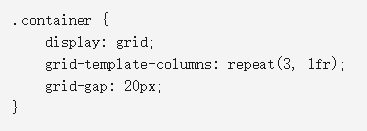 .container {
    display: grid;
    grid-template-columns: repeat(3, 1fr);
    grid-gap: 20px;
}